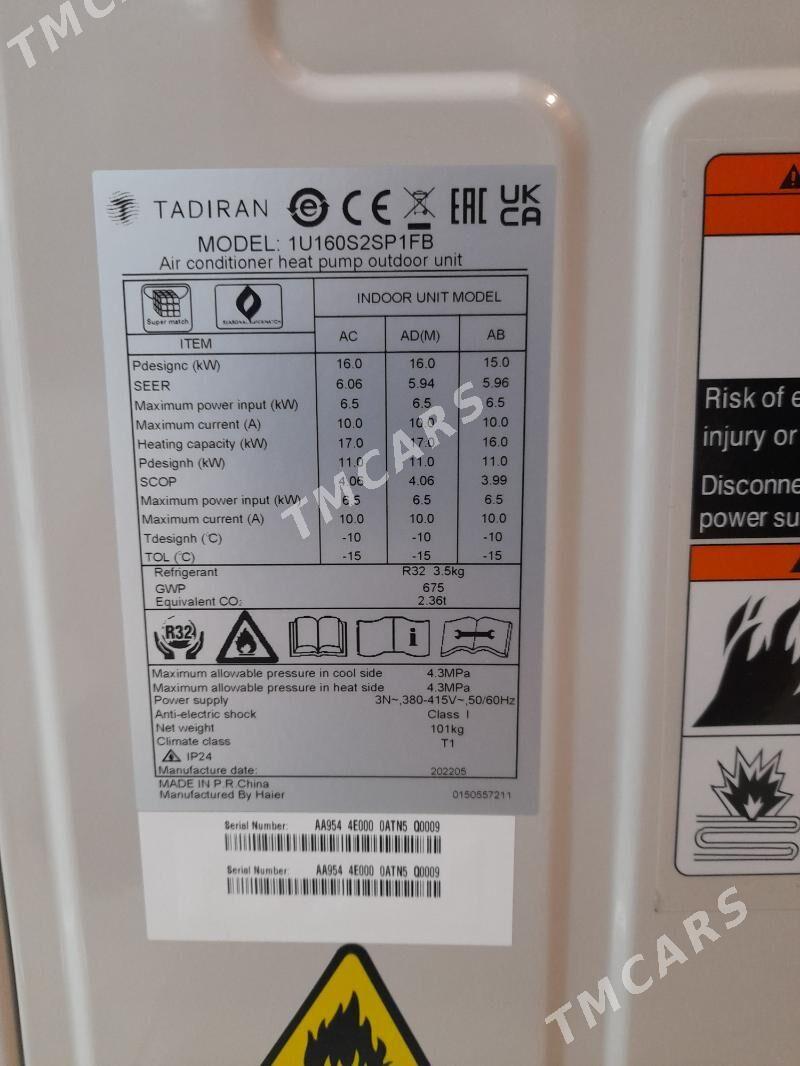 TMCARS
TADIRAN CE EAC UK CA
MODEL: 1U160S2SP1FB
Air conditioner heat pump outdoor unit
Super match
INDOOR UNIT MODEL
ITEM AC AD(M) AB
Pdesignc (kW) 16.0 16.0 15.0
SEER 6.06 5.94 5.96
Maximum power input (kW) 6.5 6.5 6.5
Maximum current (A) 10.0 10.0 10.0
Heating capacity (kW) 17.0 17.0 16.0
Pdesignh (kW) 11.0 11.0 11.0
SCOP 4.06 4.06 3.99
Maximum power input (kW) 6.5 6.5 6.5
Maximum current (A) 10.0 10.0 10.0
Tdesignh (℃) -10 -10 -10
TOL (℃) -15 -15 -15
Refrigerant R32 3.5kg
GWP 675
Equivalent CO₂ 2.36t
R32
Maximum allowable pressure in cool side 4.3MPa
Maximum allowable pressure in heat side 4.3MPa
Power supply 3N~,380-415V~,50/60Hz
Anti-electric shock Class I
Net weight 101kg
Climate class T1
IP24
Manufacture date: 202205
MADE IN P.R.China
Manufactured By Haier 0150557211
Serial Number: AA954 4E000 0ATN5 Q0009
Serial Number: AA954 4E000 0ATN5 Q0009
Risk of
injury or
Disconne
power su
TMCARS
TMCARS